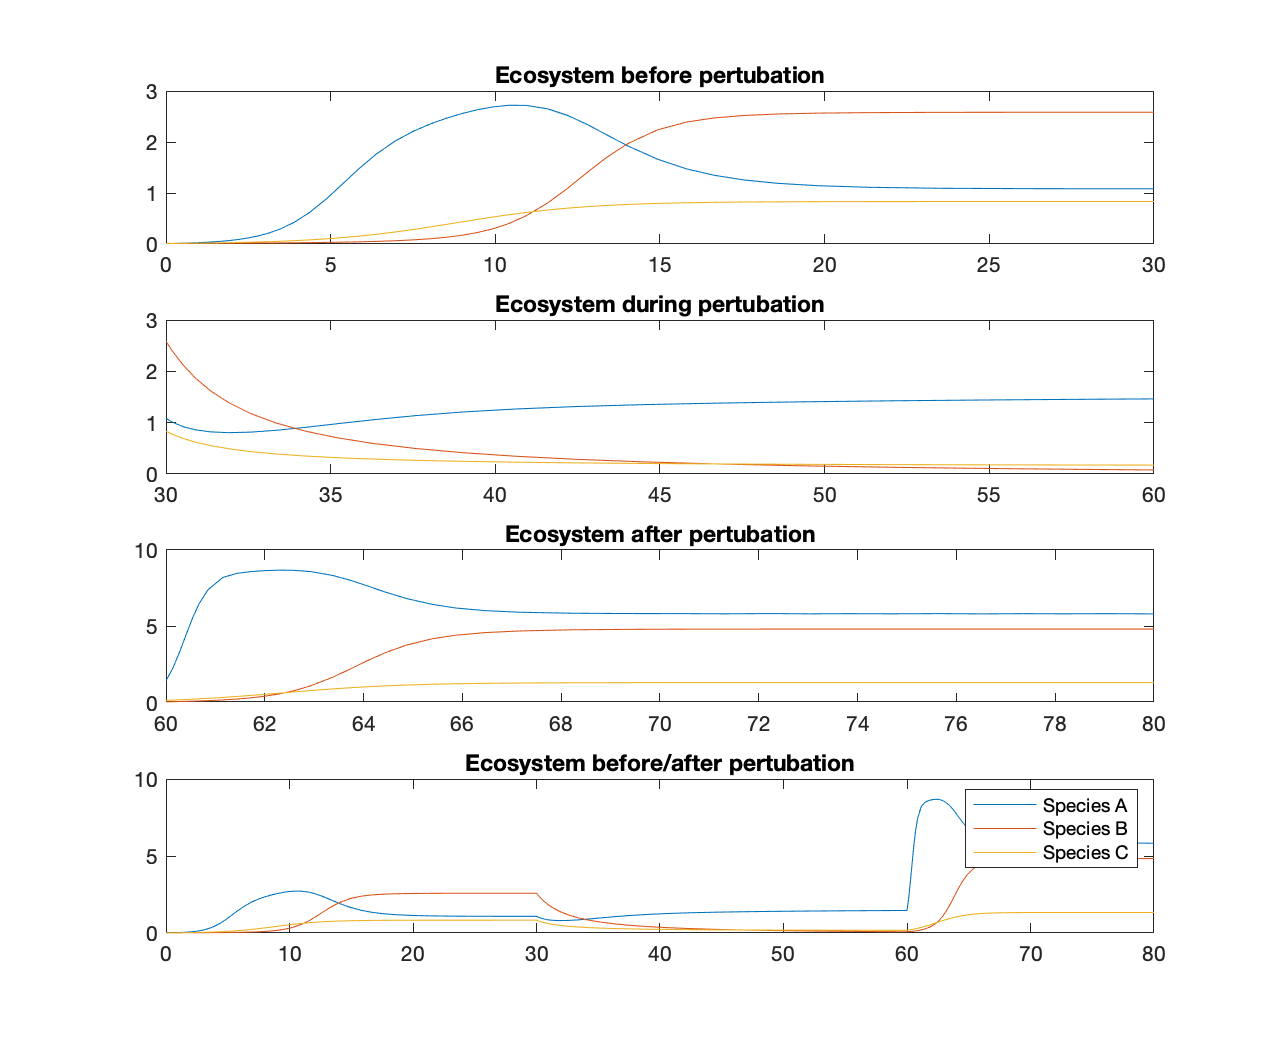 Ecosystem before pertubation
3
2
1
0
0 5 10 15 20 25 30
Ecosystem during pertubation
3
2
1
0
30 35 40 45 50 55 60
Ecosystem after pertubation
10
5
0
60 62 64 66 68 70 72 74 76 78 80
Ecosystem before/after pertubation
10
Species A
Species B
5
Species C
0
0 10 20 30 40 50 60 70 80